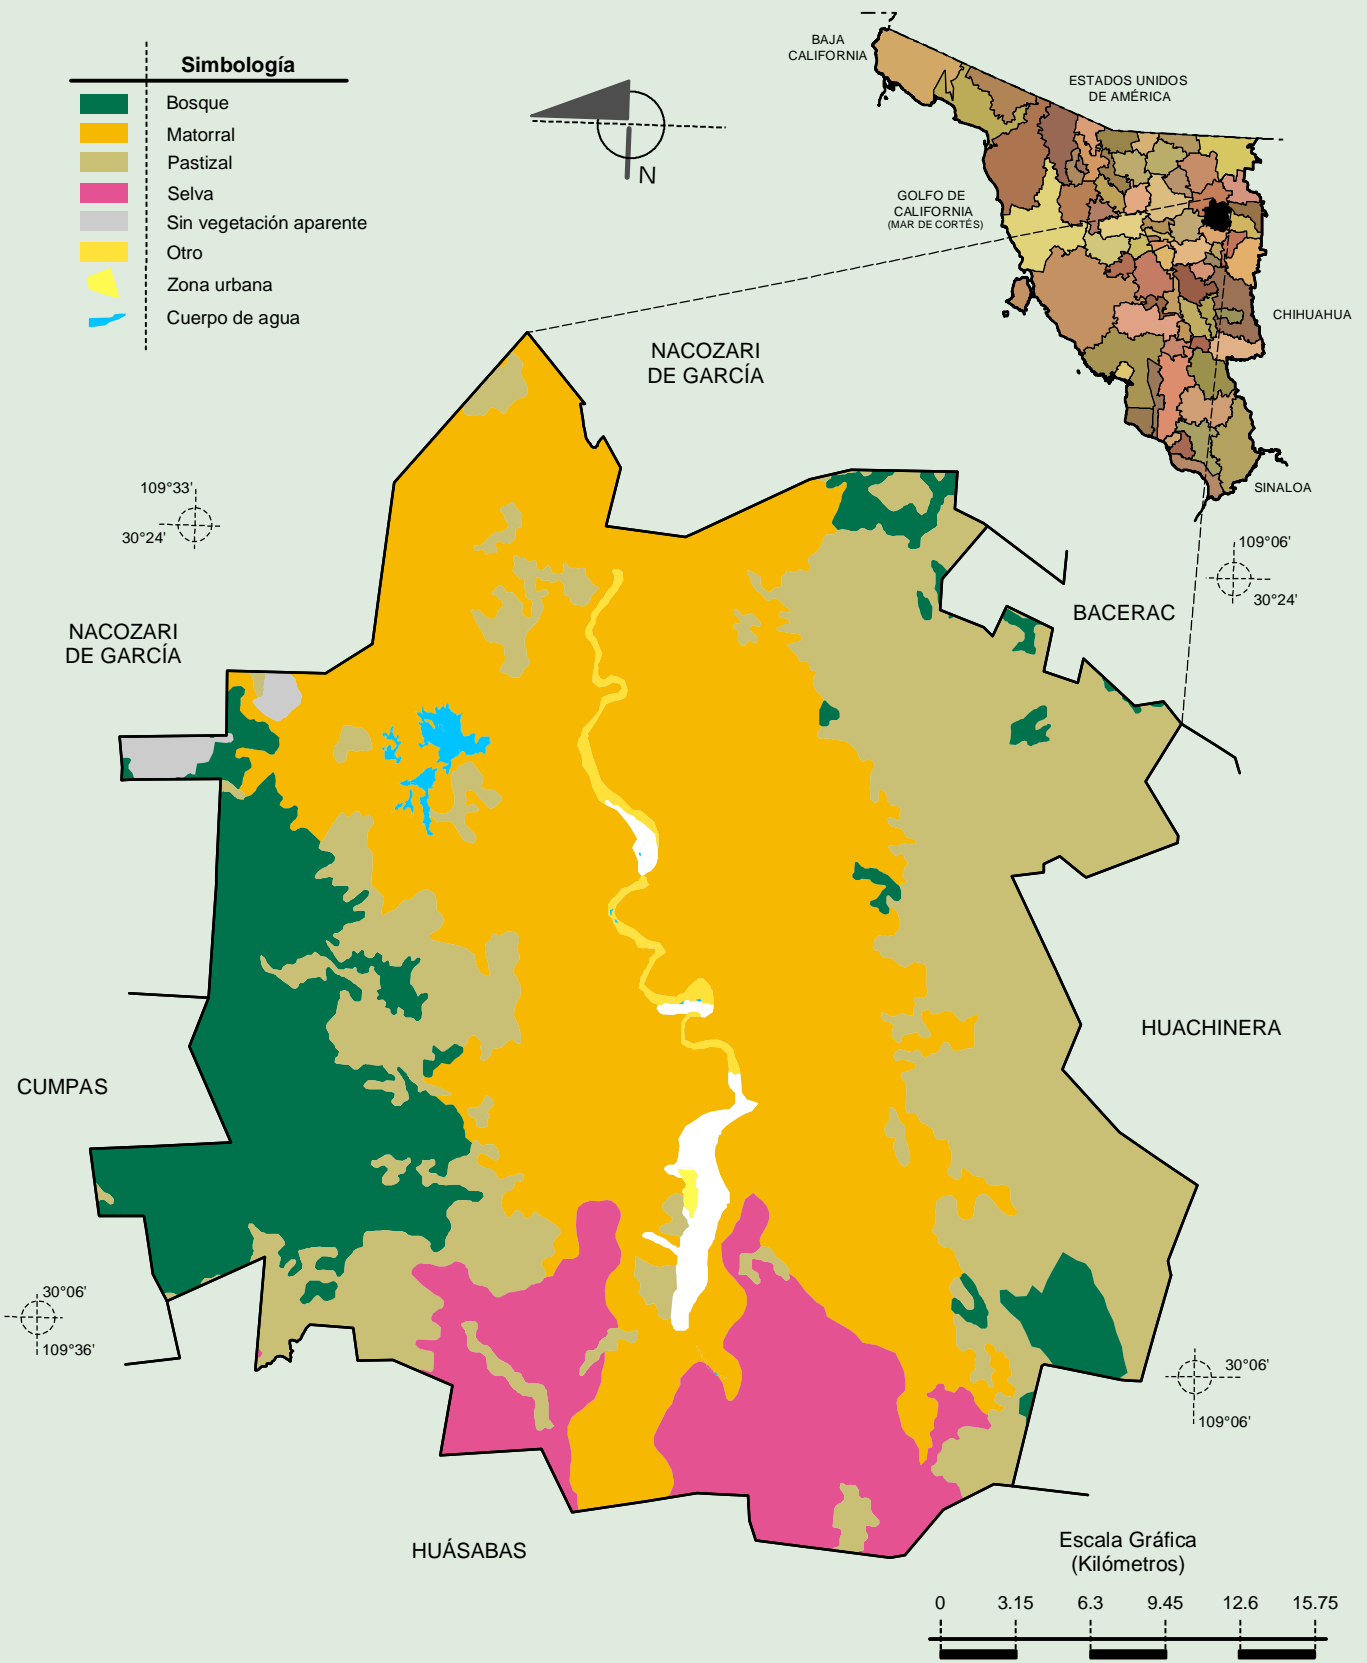 Simbología
Bosque
Matorral
Pastizal
Selva
Sin vegetación aparente
Otro
Zona urbana
Cuerpo de agua
N
BAJA
CALIFORNIA
ESTADOS UNIDOS
DE AMÉRICA
GOLFO DE
CALIFORNIA
(MAR DE CORTÉS)
CHIHUAHUA
SINALOA
NACOZARI
DE GARCÍA
109°33'
30°24'
109°06'
30°24'
BACERAC
NACOZARI
DE GARCÍA
HUACHINERA
CUMPAS
30°06'
109°36'
30°06'
109°06'
HUÁSABAS
Escala Gráfica
(Kilómetros)
0 3.15 6.3 9.45 12.6 15.75